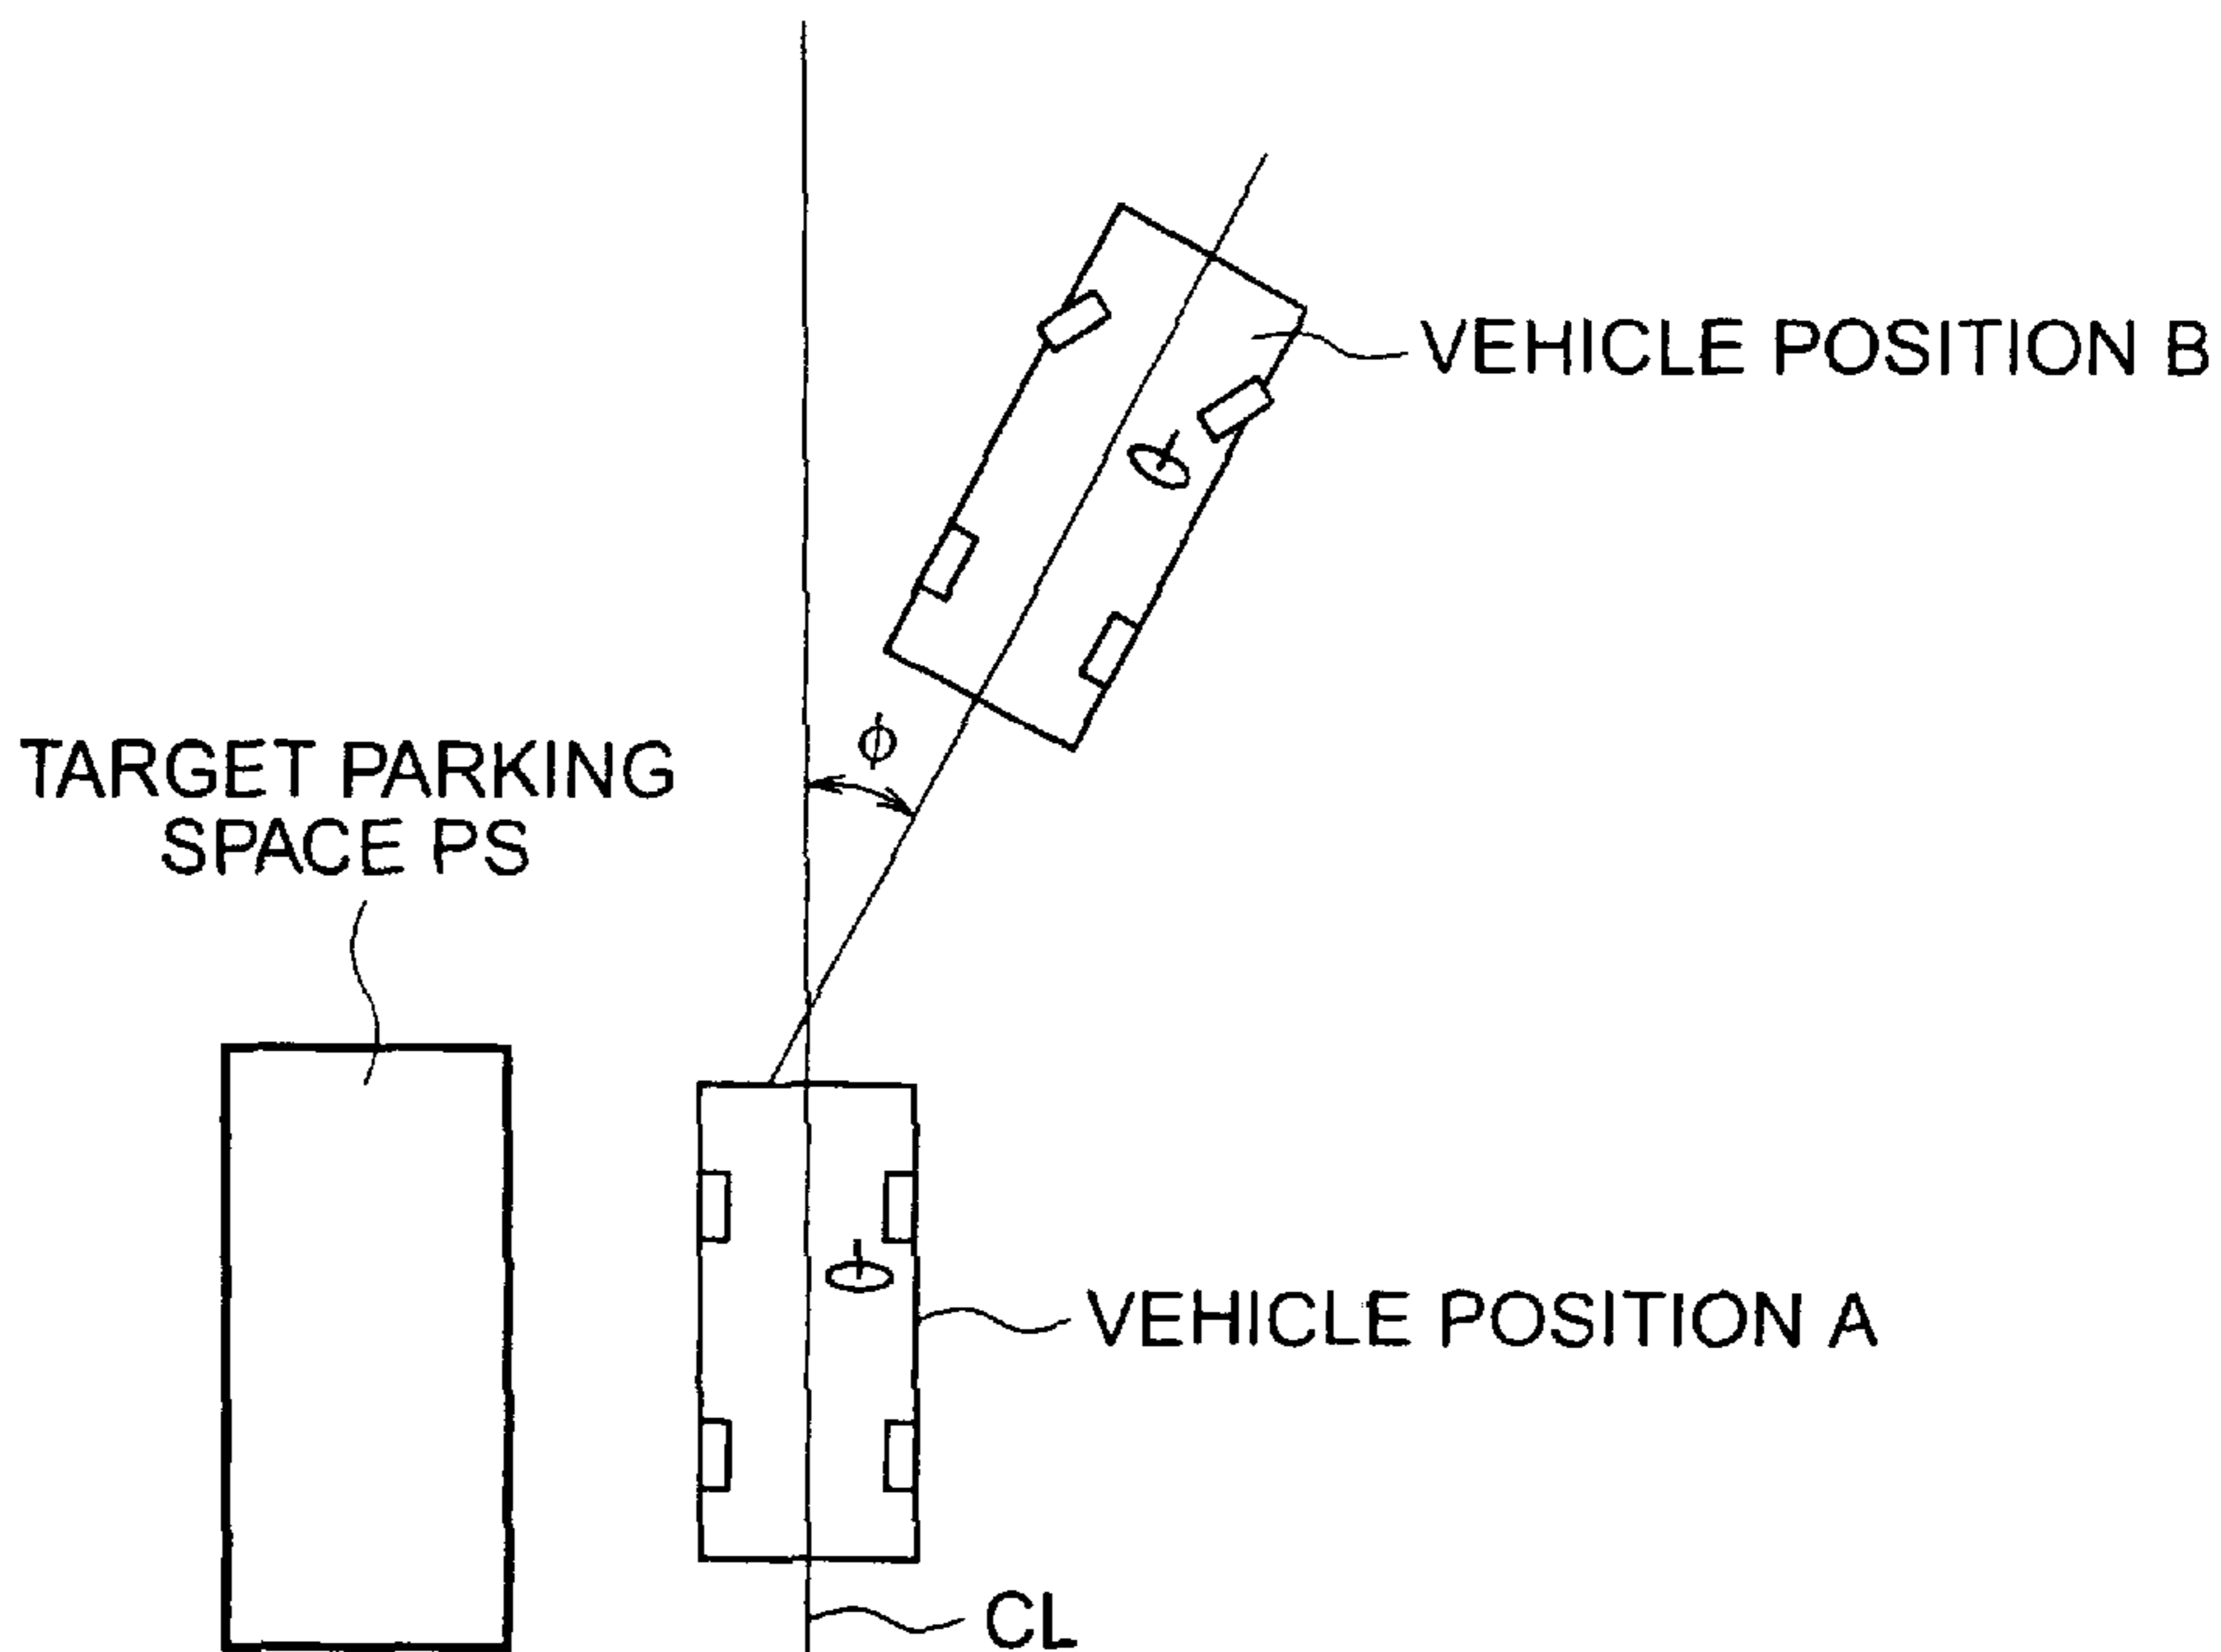 VEHICLE POSITION B
ϕ
TARGET PARKING
SPACE PS
VEHICLE POSITION A
CL